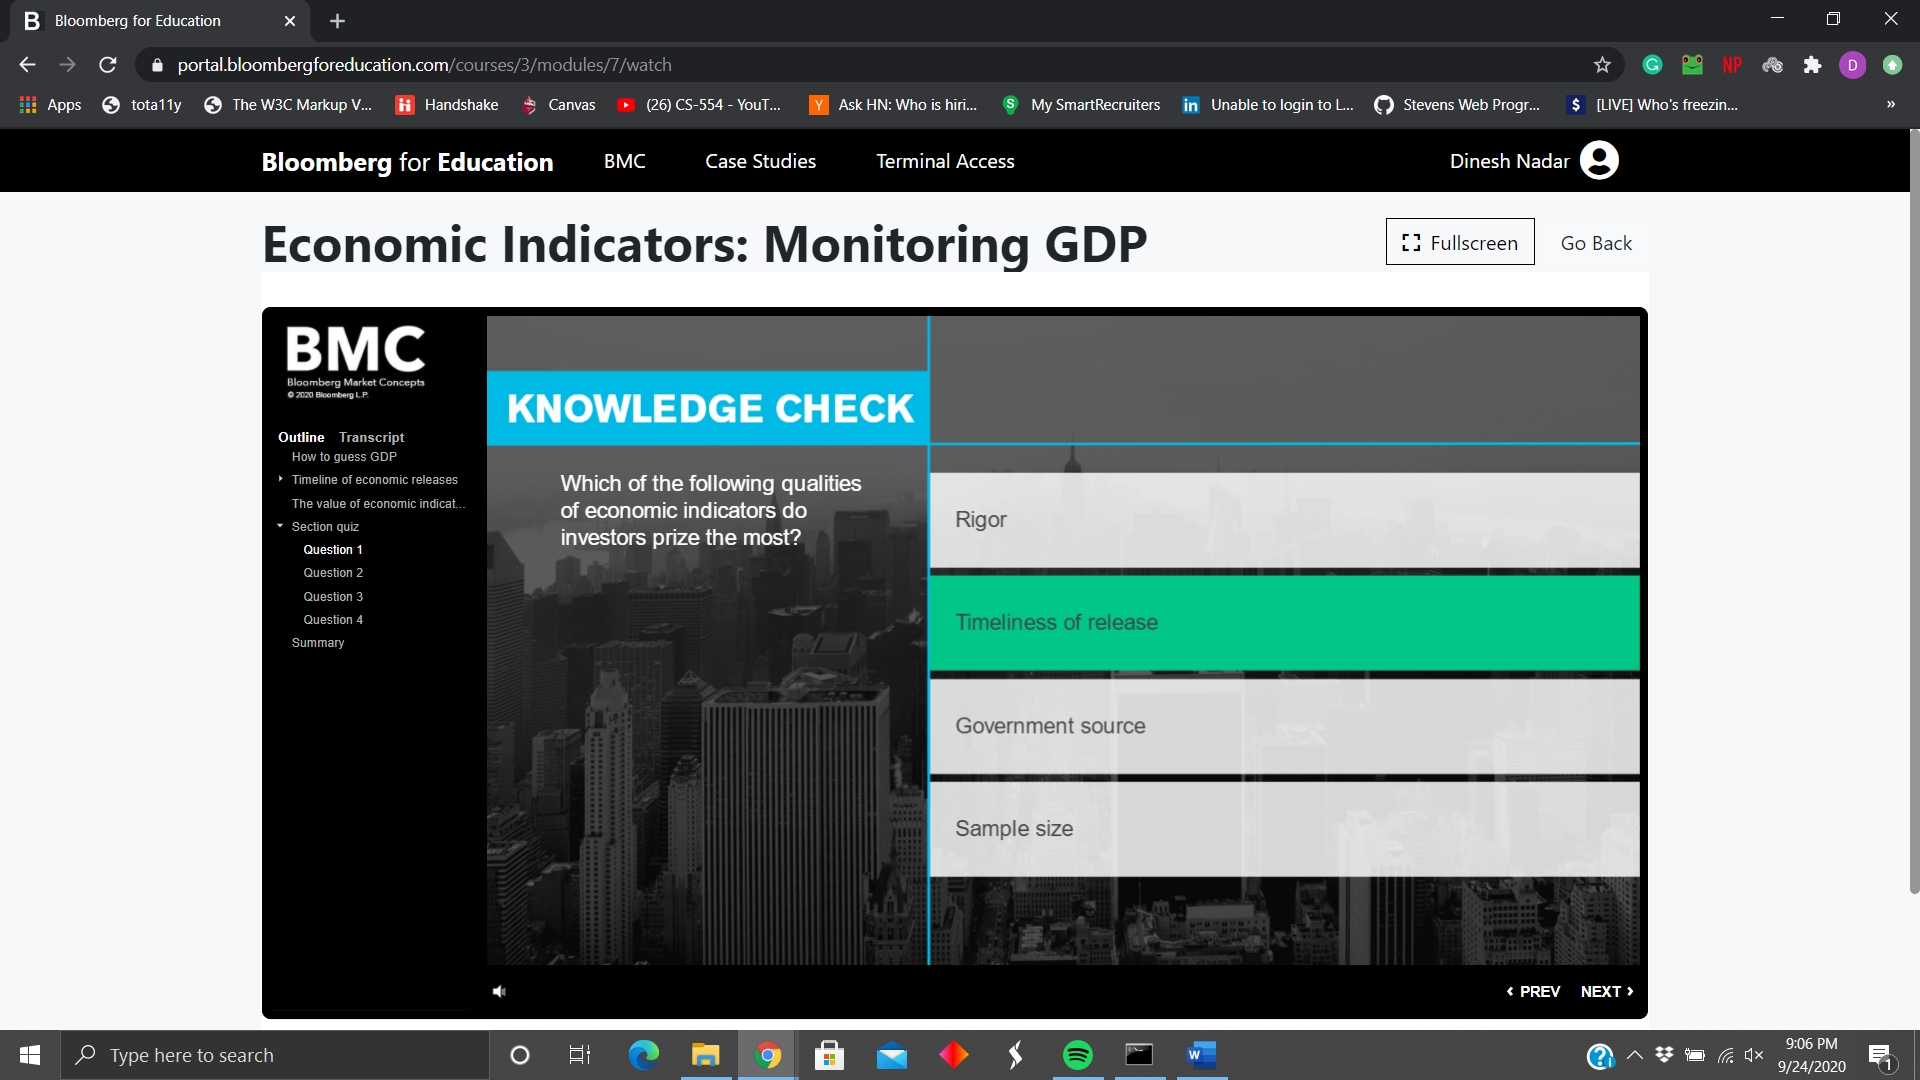 B Bloomberg for Education
portal.bloombergforeducation.com/courses/3/modules/7/watch
NP
D
Apps
tota11y
The W3C Markup V...
Handshake
Canvas
(26) CS-554 - YouT...
Y Ask HN: Who is hiri...
S My SmartRecruiters
in Unable to login to L...
Stevens Web Progr...
$ [LIVE] Who's freezin...
»
Bloomberg for Education
BMC
Case Studies
Terminal Access
Dinesh Nadar
Economic Indicators: Monitoring GDP
Fullscreen
Go Back
BMC
Bloomberg Market Concepts
© 2020 Bloomberg L.P.
Outline Transcript
How to guess GDP
Timeline of economic releases
The value of economic indicat...
Section quiz
Question 1
Question 2
Question 3
Question 4
Summary
KNOWLEDGE CHECK
Which of the following qualities
of economic indicators do
investors prize the most?
Rigor
Timeliness of release
Government source
Sample size
PREV
NEXT
Type here to search
W
9:06 PM
9/24/2020
1